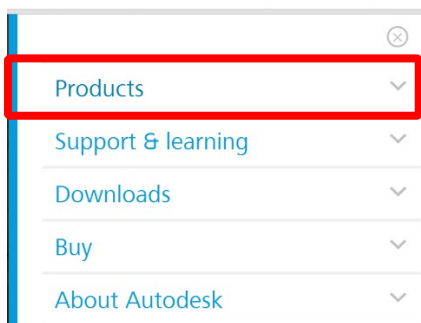 Products
Support & learning
Downloads
Buy
About Autodesk